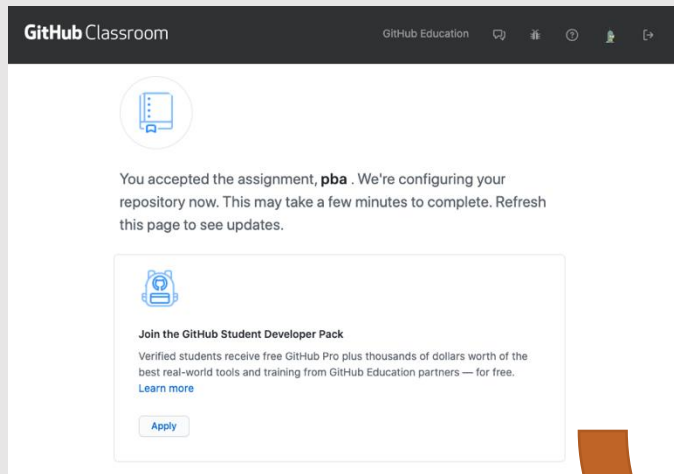 GitHub Classroom
GitHub Education
You accepted the assignment, pba . We're configuring your
repository now. This may take a few minutes to complete. Refresh
this page to see updates.
Join the GitHub Student Developer Pack
Verified students receive free GitHub Pro plus thousands of dollars worth of the
best real-world tools and training from GitHub Education partners — for free.
Learn more
Apply